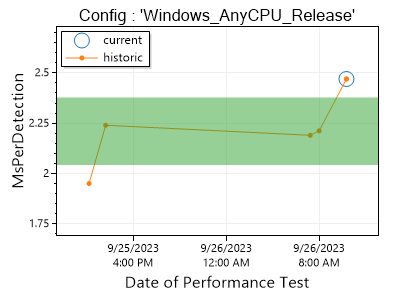 Config : 'Windows_AnyCPU_Release'
current
historic
MsPerDetection
2.5
2.25
2
1.75
9/25/2023 9/26/2023 9/26/2023
4:00 PM 12:00 AM 8:00 AM
Date of Performance Test